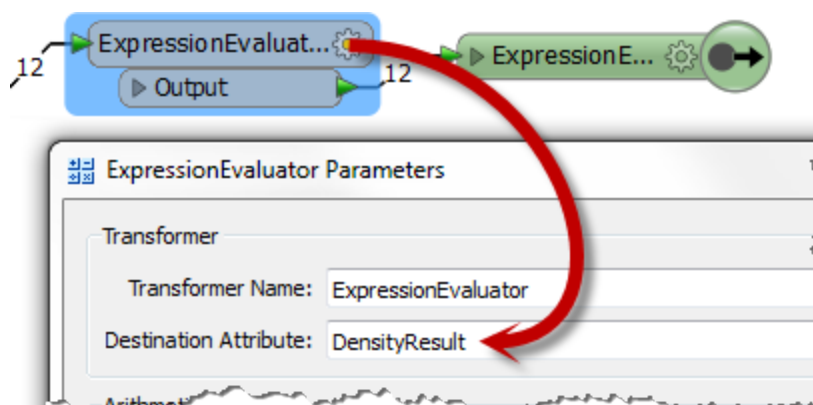 ExpressionEvaluat...
12
Output
12
ExpressionE...
ExpressionEvaluator Parameters
Transformer
Transformer Name: ExpressionEvaluator
Destination Attribute: DensityResult